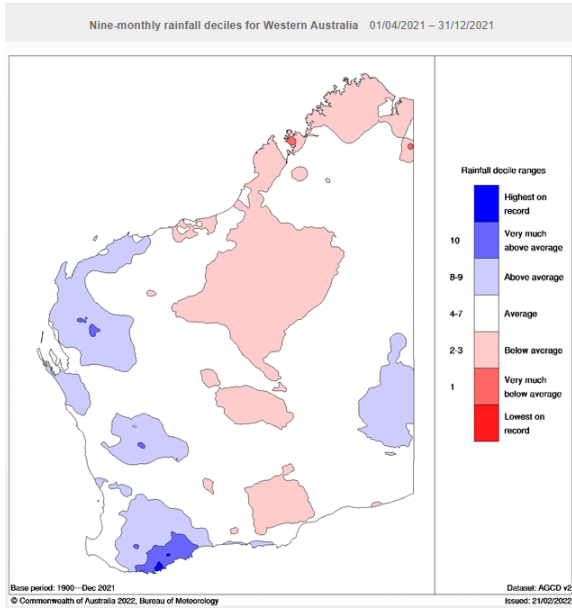 Nine-monthly rainfall deciles for Western Australia 01/04/2021 – 31/12/2021
Rainfall decile ranges
Highest on
record
10
Very much
above average
8-9
Above average
4-7
Average
2-3
Below average
1
Very much
below average
Lowest on
record
Base period: 1900—Dec 2021
Dataset: AGCD v2
© Commonwealth of Australia 2022, Bureau of Meteorology
Issued: 21/02/2022